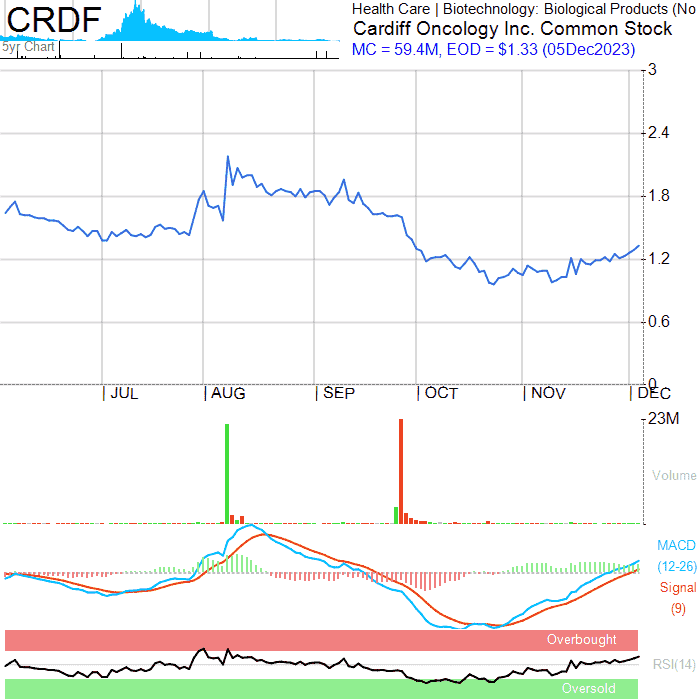 CRDF
5yr Chart
Health Care | Biotechnology: Biological Products (No
Cardiff Oncology Inc. Common Stock
MC = 59.4M, EOD = $1.33 (05Dec2023)
3
2.4
1.8
1.2
0.6
0
JUL
AUG
SEP
OCT
NOV
DEC
23M
Volume
MACD
(12-26)
Signal
(9)
Overbought
RSI(14)
Oversold